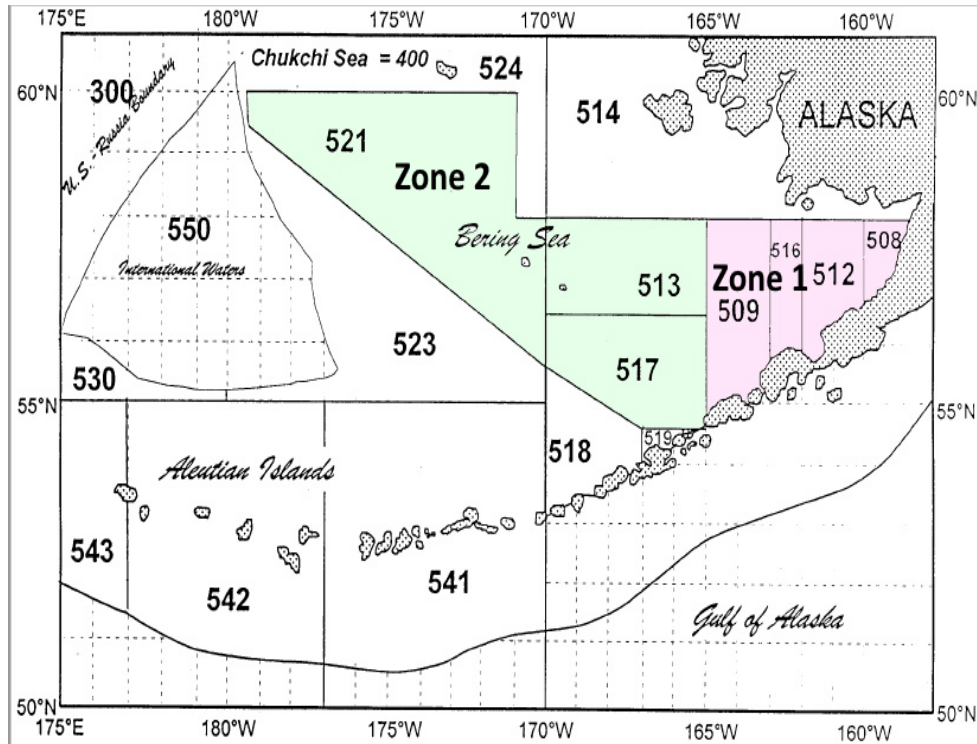 175°E 180°W 175°W 170°W 165°W 160°W
Chukchi Sea = 400
524
300
60°N
60°N
U.S. - Russia Boundary
514
ALASKA
521
Zone 2
550
International Waters
Bering Sea
508
516
Zone 1
513
512
509
523
517
530
55°N
55°N
518
519
Aleutian Islands
543
542
541
Gulf of Alaska
50°N
50°N
175°E 180°W 175°W 170°W 165°W 160°W